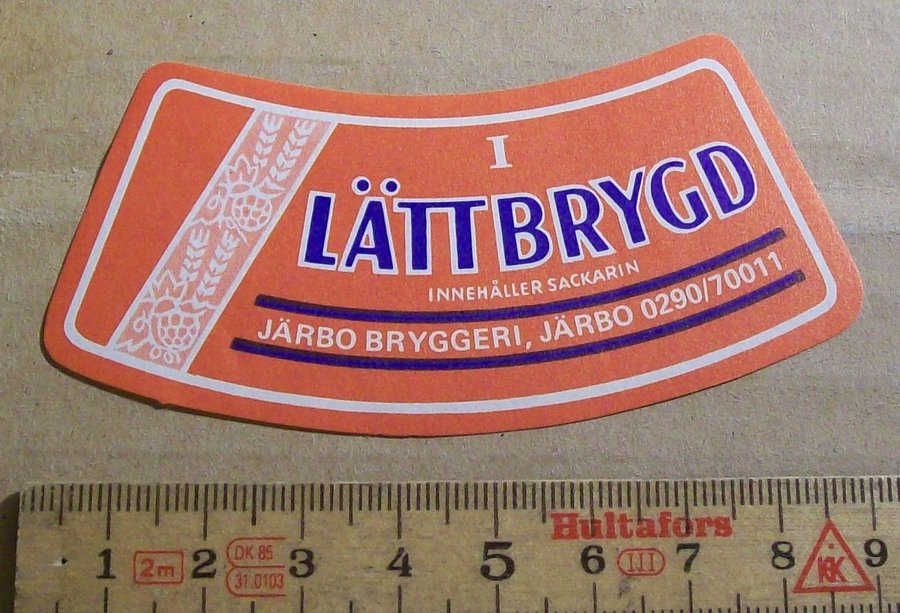 I
LÄTTBRYGD
INNEHÅLLER SACKARIN
JÄRBO BRYGGERI, JÄRBO 0290/70011
Hultafors
1 2m 2 DK 85 31.0103 3 4 5 6 III 7 8 KK 9